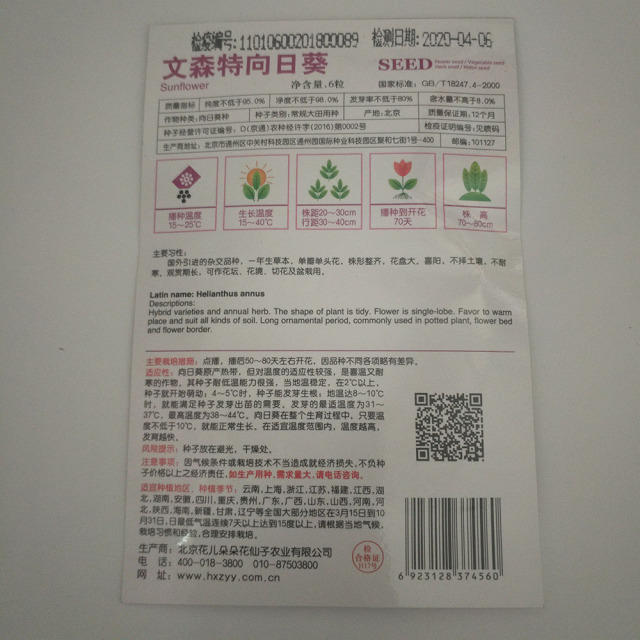 检疫编号:11010600201800089 检测日期:2020-04-06
文森特向日葵
Sunflower
净含量:6粒
SEED
Flower seed / Vegetable seed
Herb seed / Water seed
国家标准: GB/T18247.4-2000
质量指标 纯度不低于95.0% 净度不低于98.0% 发芽率不低于80% 含水量不高于8.0%
作物种类: 向日葵种 种子类别: 常规大田用种 产地: 北京 质量保证期: 12个月
种子经营许可证编号: D(京通)农种经许字(2016)第0002号 检疫证明编号: 见喷码
生产商地址: 北京市通州区中关村科技园区通州园国际种业科技园区聚和七街1号-400 邮编: 101127
播种温度
15~25℃
生长温度
15~40℃
株距20~30cm
行距30~40cm
播种到开花
70天
株 高
70~80cm
主要习性:
国外引进的杂交品种，一年生草本，单瓣单头花，株形整齐，花盘大，喜阳，不择土壤，不耐
寒，观赏期长，可作花坛、花境、切花及盆栽用。
Latin name: Helianthus annus
Descriptions:
Hybrid varieties and annual herb. The shape of plant is tidy. Flower is single-lobe. Favor to warm
place and suit all kinds of soil. Long ornamental period, commonly used in potted plant, flower bed
and flower border.
主要栽培措施: 点播，播后50~80天左右开花，因品种不同各项略有差异。
适应性: 向日葵原产热带，但对温度的适应性较强，是喜温又耐
寒的作物，其种子耐低温能力很强，当地温稳定，在2℃以上，
种子就开始萌动；4~5℃时，种子能发芽生根；地温达8~10℃
时，就能满足种子发芽出苗的需要，发芽的最适温度为31~
37℃，最高温度为38~44℃。向日葵在整个生育过程中，只要温
度不低于10℃，就能正常生长，在适宜温度范围内，温度越高，
发育越快。
风险提示: 种子放在避光，干燥处。
注意事项: 因气候条件或栽培技术不当造成就经济损失，不负种
子价格以上之经济责任，如生产用种、需求量大，请电话咨询。
适宜种植地区、种植季节: 云南,上海,浙江,江苏,福建,江西,湖
北,湖南,安徽,四川,重庆,贵州,广东,广西,山东,山西,河南,河
北,陕西,海南,新疆,甘肃,辽宁等全国大部分地区在3月15日到10
月31日,日最低气温连续7天以上达到15度以上,请根据当地气候,
栽培习惯和经验,合理安排栽培。
生产商: 北京花儿朵朵花仙子农业有限公司
电 话: 400-018-3800 010-87503800
网 址: www.hxzyy.com.cn
检
合格证
H17号
6 923128 374560